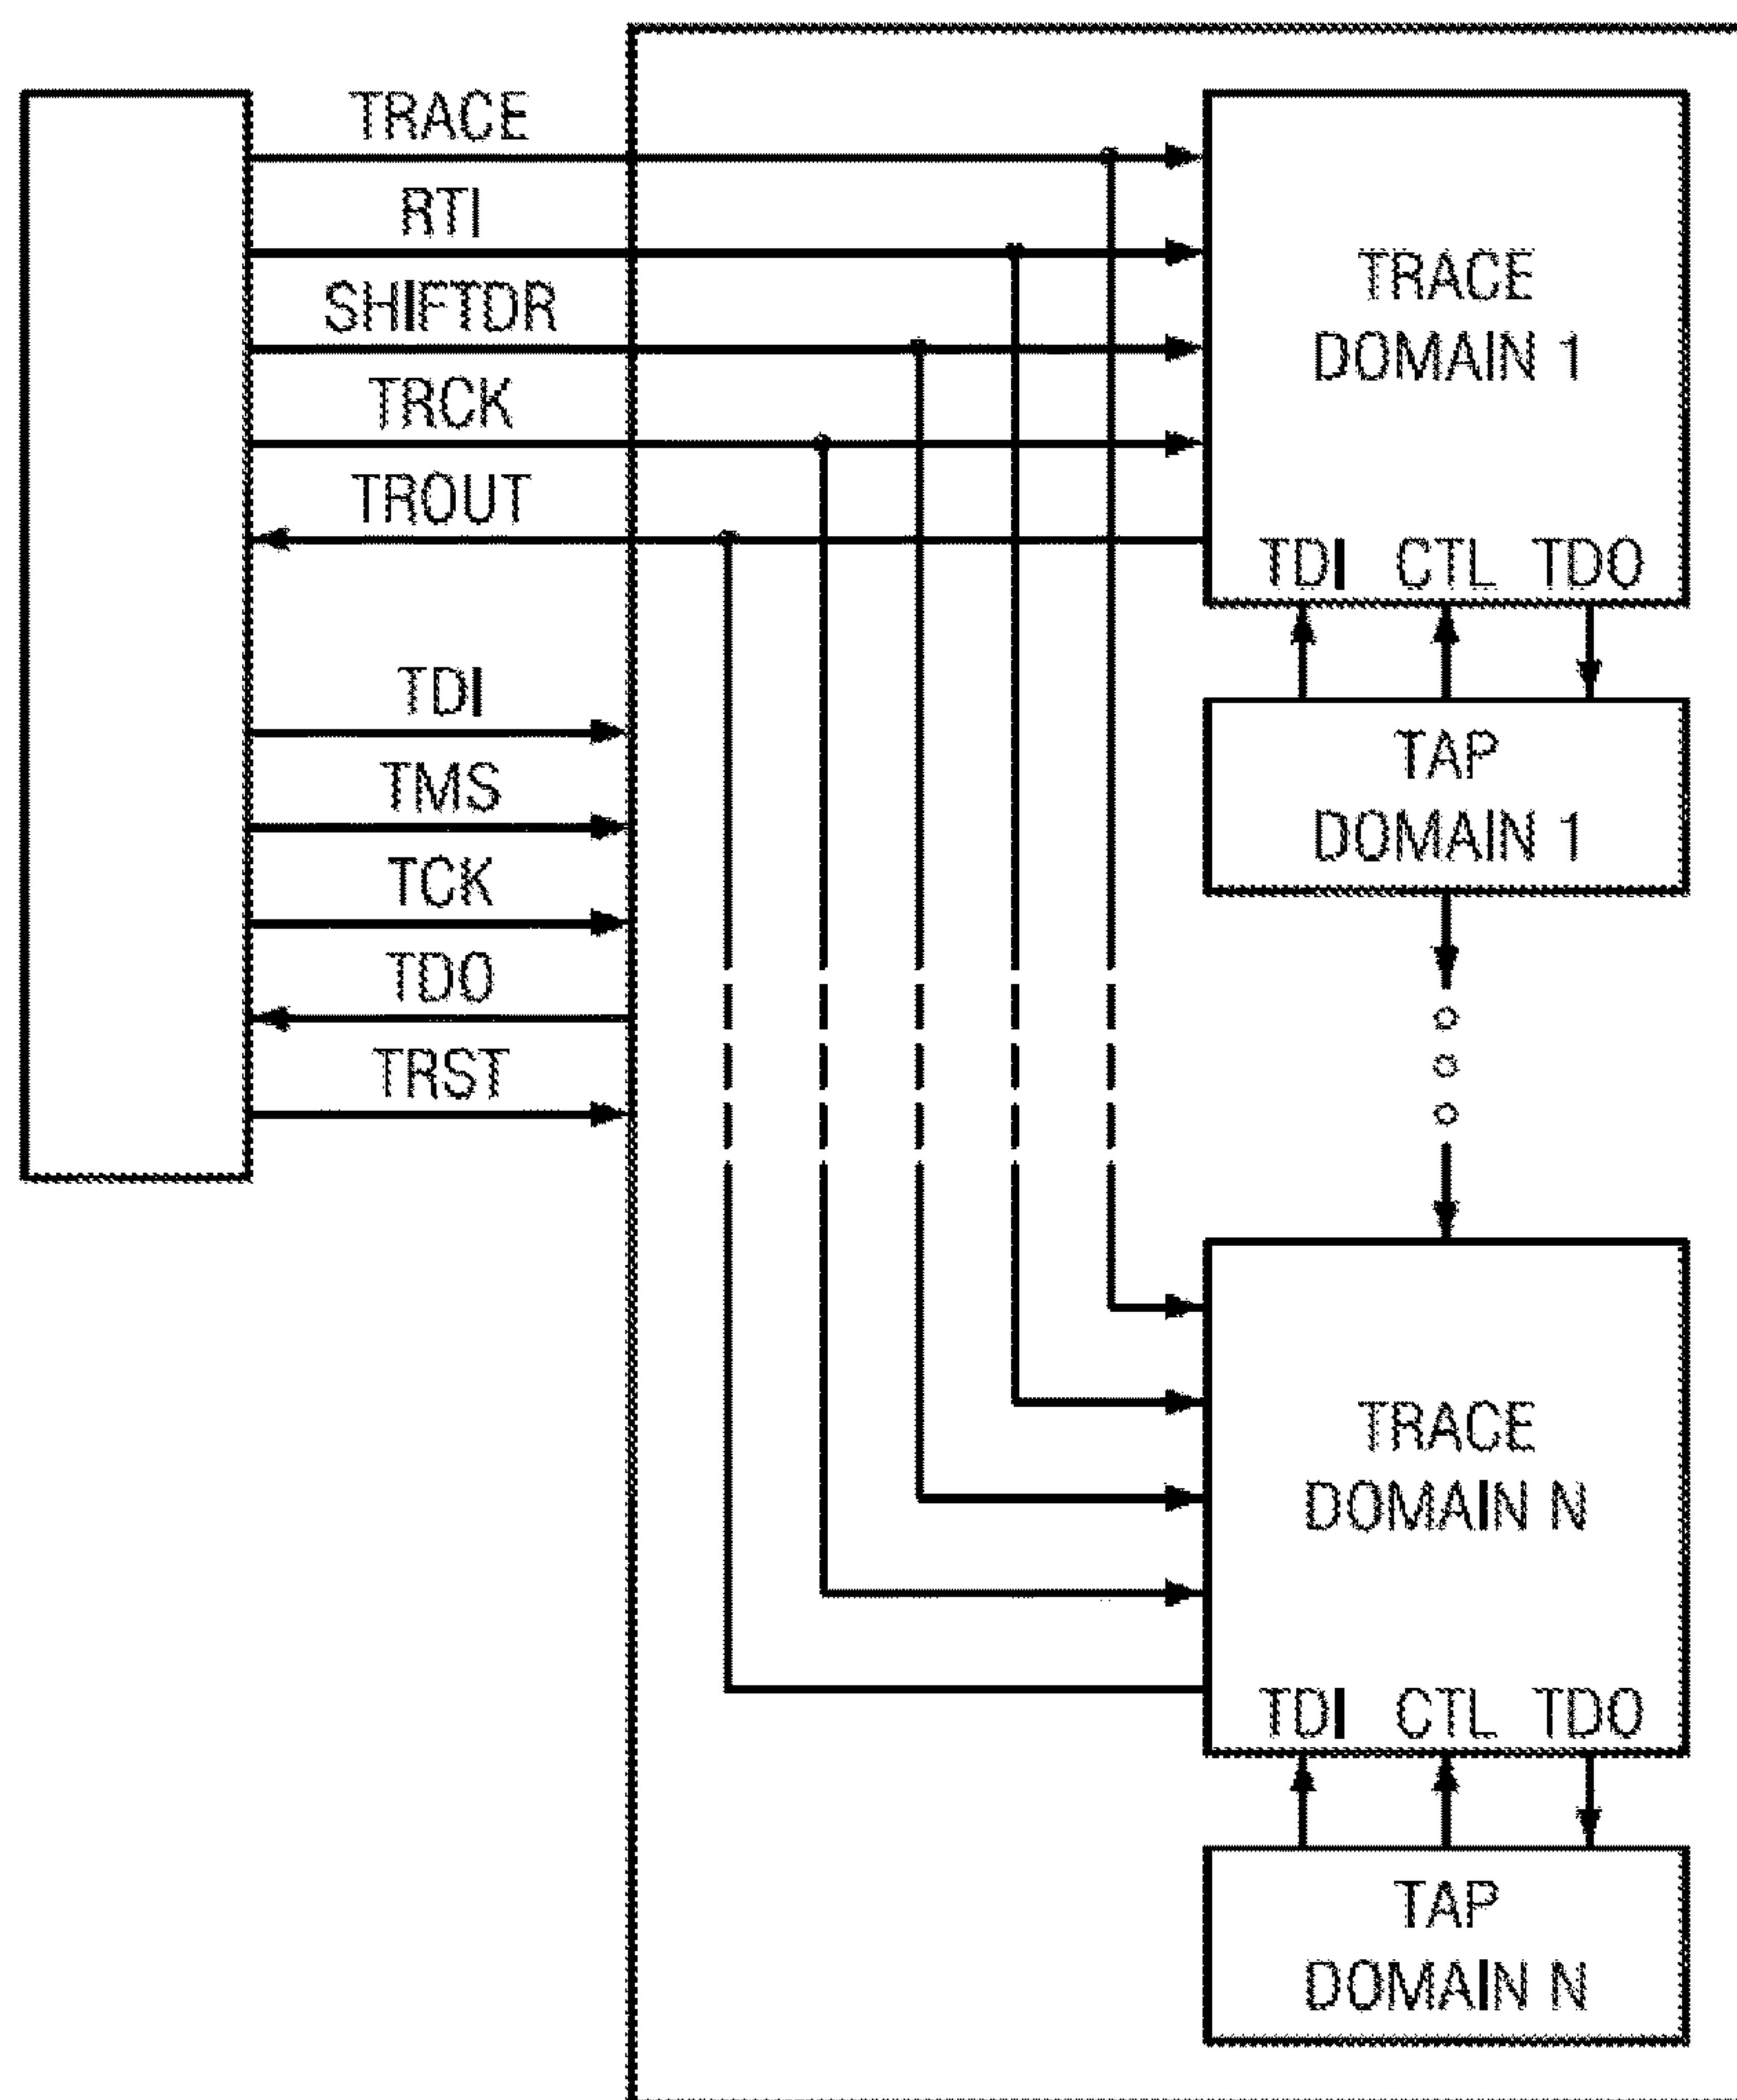 TRACE
RTI
SHIFTDR
TRCK
TROUT
TDI
TMS
TCK
TDO
TRST
TRACE
DOMAIN 1
TDI CTL TDO
TAP
DOMAIN 1
TRACE
DOMAIN N
TDI CTL TDO
TAP
DOMAIN N